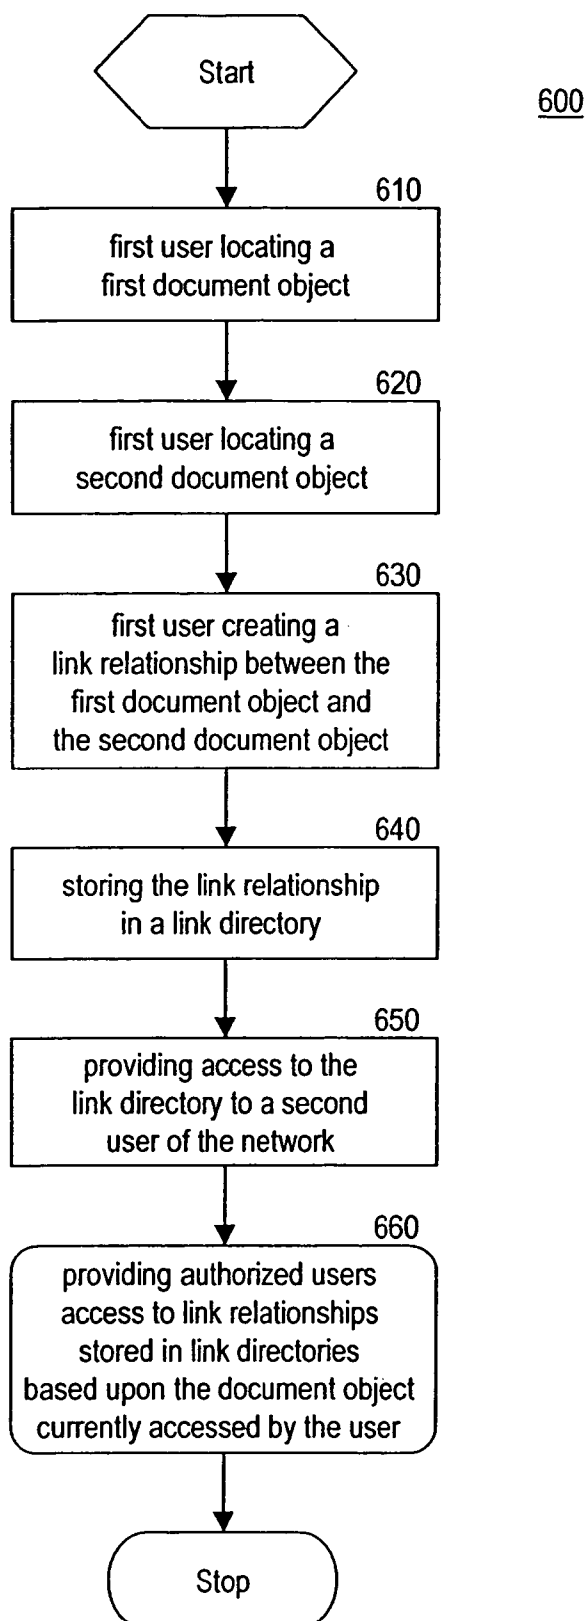 Start
600
610
first user locating a
first document object
620
first user locating a
second document object
630
first user creating a
link relationship between the
first document object and
the second document object
640
storing the link relationship
in a link directory
650
providing access to the
link directory to a second
user of the network
660
providing authorized users
access to link relationships
stored in link directories
based upon the document object
currently accessed by the user
Stop